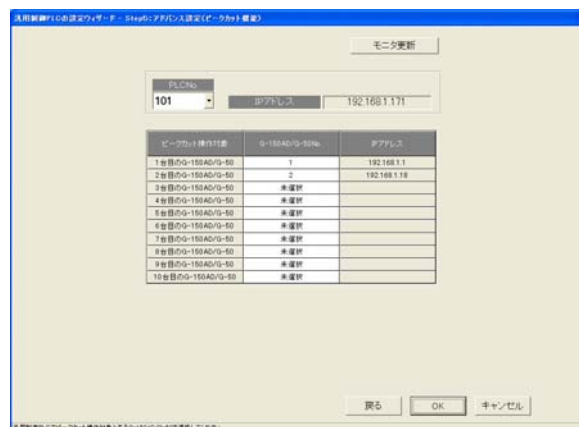 汎用制御PLCの設定ウィザード - Step6:アドバンス設定(ピークカット機能)
モニタ更新
PLCNo
101 IPアドレス 192.168.1.171
ピークカット操作対象 G-150AD/G-50No. IPアドレス
1台目のG-150AD/G-50 1 192.168.1.1
2台目のG-150AD/G-50 2 192.168.1.18
3台目のG-150AD/G-50 未選択
4台目のG-150AD/G-50 未選択
5台目のG-150AD/G-50 未選択
6台目のG-150AD/G-50 未選択
7台目のG-150AD/G-50 未選択
8台目のG-150AD/G-50 未選択
9台目のG-150AD/G-50 未選択
10台目のG-150AD/G-50 未選択
戻る OK キャンセル